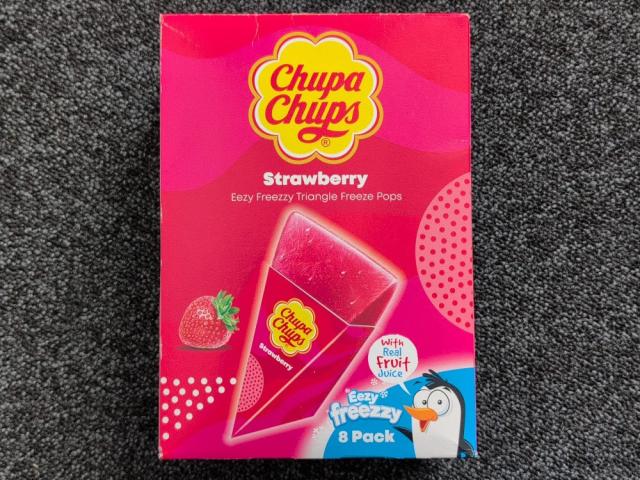 Chupa
Chups
®
Strawberry
Eezy Freezzy Triangle Freeze Pops
Chupa
Chups
Strawberry
With
Real
Fruit
Juice
Eezy
freezzy
8 Pack